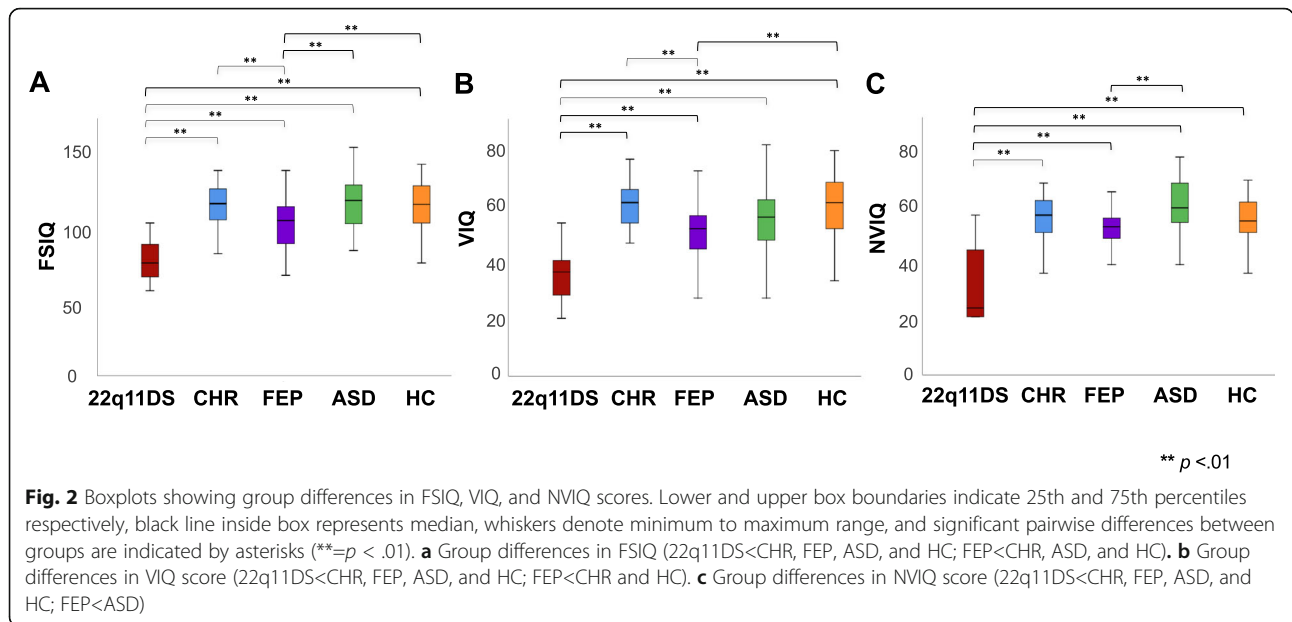 A
**
**
**
**
**
**
**
FSIQ
150
100
50
0
22q11DS CHR FEP ASD HC
B
**
**
**
**
**
**
VIQ
80
60
40
20
0
22q11DS CHR FEP ASD HC
C
**
**
**
**
**
NVIQ
80
60
40
20
0
22q11DS CHR FEP ASD HC
** p <.01
Fig. 2 Boxplots showing group differences in FSIQ, VIQ, and NVIQ scores. Lower and upper box boundaries indicate 25th and 75th percentiles
respectively, black line inside box represents median, whiskers denote minimum to maximum range, and significant pairwise differences between
groups are indicated by asterisks (**=p < .01). a Group differences in FSIQ (22q11DS<CHR, FEP, ASD, and HC; FEP<CHR, ASD, and HC). b Group
differences in VIQ score (22q11DS<CHR, FEP, ASD, and HC; FEP<CHR and HC). c Group differences in NVIQ score (22q11DS<CHR, FEP, ASD, and
HC; FEP<ASD)